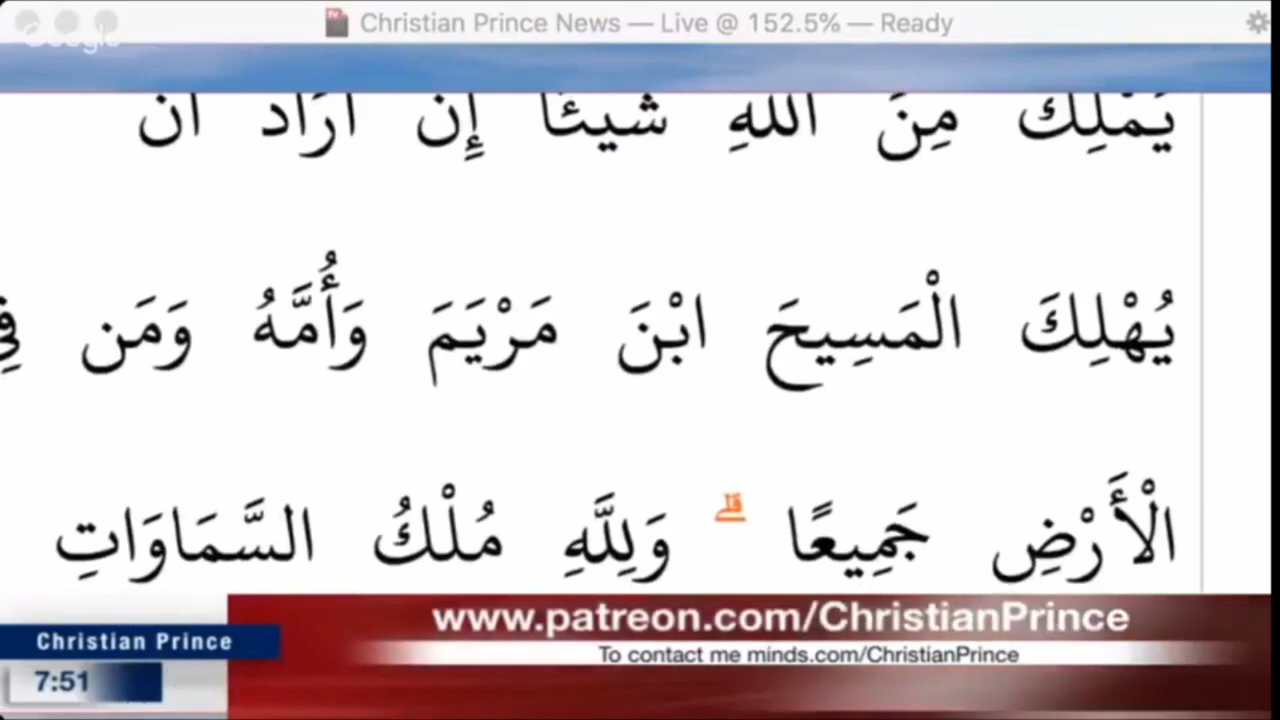 Christian Prince News — Live @ 152.5% — Ready
Google
يَمْلِكُ مِنَ اللَّهِ شَيْئًا إِنْ أَرَادَ أَن
يُهْلِكَ الْمَسِيحَ ابْنَ مَرْيَمَ وَأُمَّهُ وَمَن فِي
الْأَرْضِ جَمِيعًا ۗ وَلِلَّهِ مُلْكُ السَّمَاوَاتِ
www.patreon.com/ChristianPrince
Christian Prince
To contact me minds.com/ChristianPrince
7:51